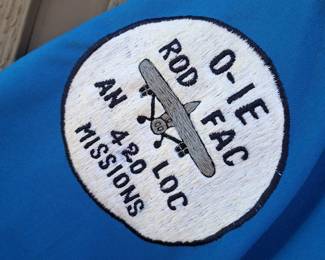 O-1E
ROD FAC
AN LOC
420
MISSIONS